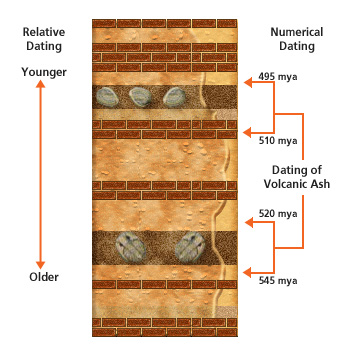 Relative
Dating
Numerical
Dating
Younger
495 mya
510 mya
Dating of
Volcanic Ash
520 mya
Older
545 mya